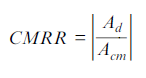 CMRR = |A_d / A_cm|